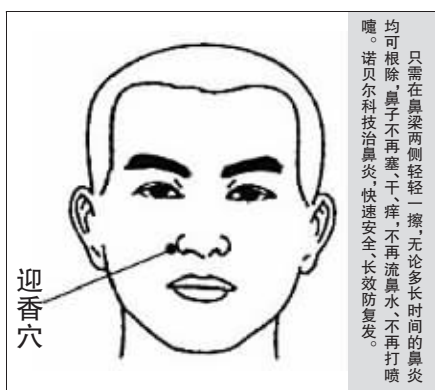 只需在鼻梁两侧轻轻一擦，无论多长时间的鼻炎
均可根除，鼻子不再塞、干、痒，不再流鼻水、不再打喷
嚏。诺贝尔科技治鼻炎，快速安全、长效防复发。
迎香穴